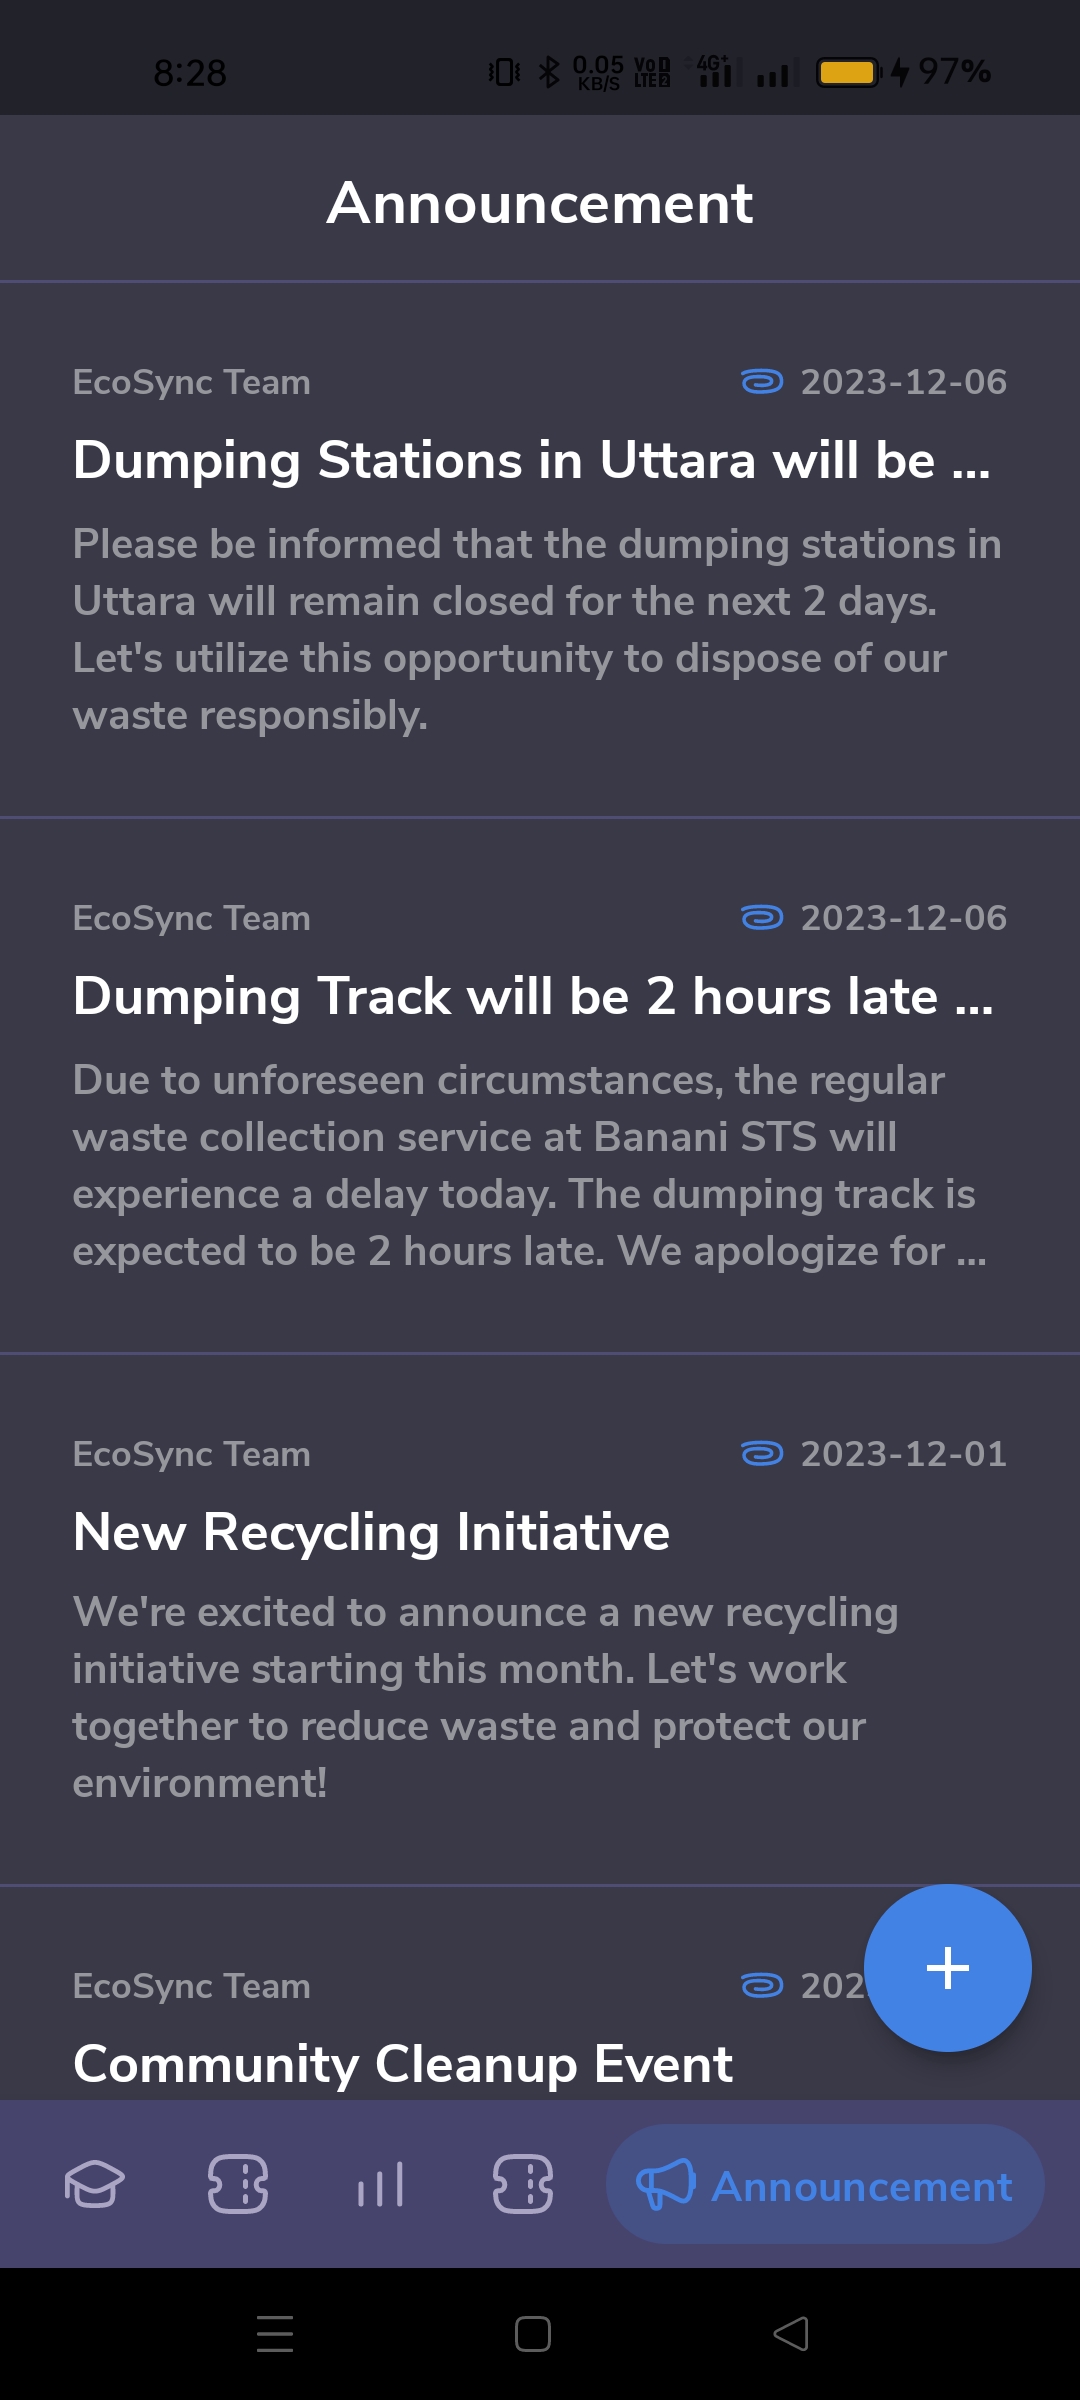 8:28
0.05
KB/S
VoD
LTE 2
4G+
97%
Announcement
EcoSync Team
2023-12-06
Dumping Stations in Uttara will be ...
Please be informed that the dumping stations in
Uttara will remain closed for the next 2 days.
Let's utilize this opportunity to dispose of our
waste responsibly.
EcoSync Team
2023-12-06
Dumping Track will be 2 hours late ...
Due to unforeseen circumstances, the regular
waste collection service at Banani STS will
experience a delay today. The dumping track is
expected to be 2 hours late. We apologize for ...
EcoSync Team
2023-12-01
New Recycling Initiative
We're excited to announce a new recycling
initiative starting this month. Let's work
together to reduce waste and protect our
environment!
EcoSync Team
202
Community Cleanup Event
Announcement